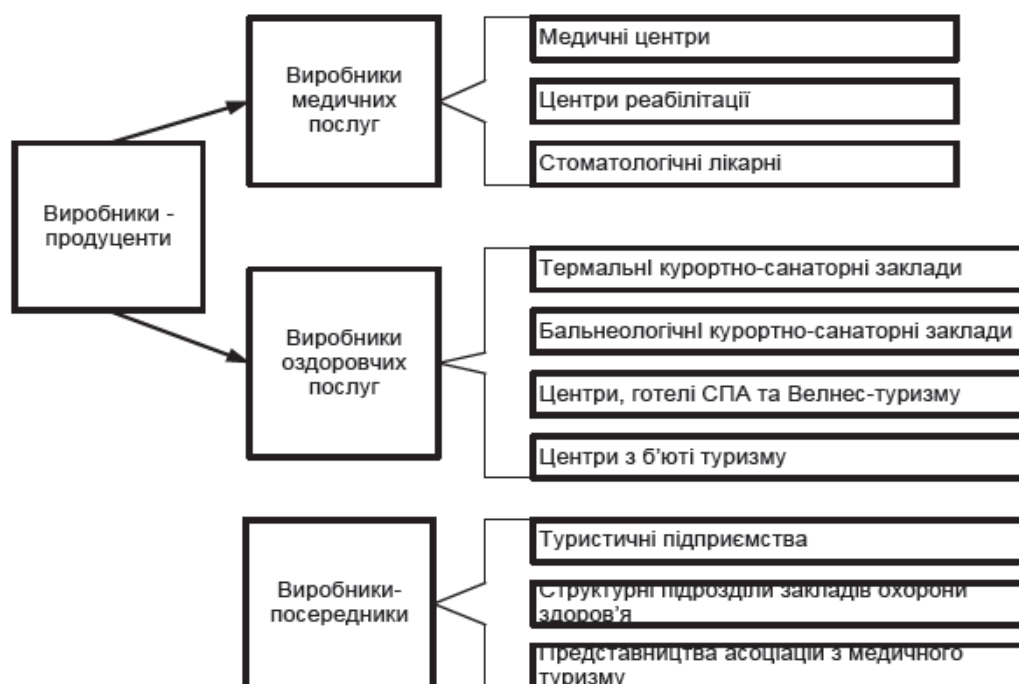 Виробники -
продуценти
Виробники
медичних
послуг
Медичні центри
Центри реабілітації
Стоматологічні лікарні
Виробники
оздоровчих
послуг
ТермальнІ курортно-санаторні заклади
БальнеологічнІ курортно-санаторні заклади
Центри, готелі СПА та Велнес-туризму
Центри з б’юті туризму
Виробники-
посередники
Туристичні підприємства
Структурні підрозділи закладів охорони
здоров’я
Представництва асоціацій з медичного
туризму